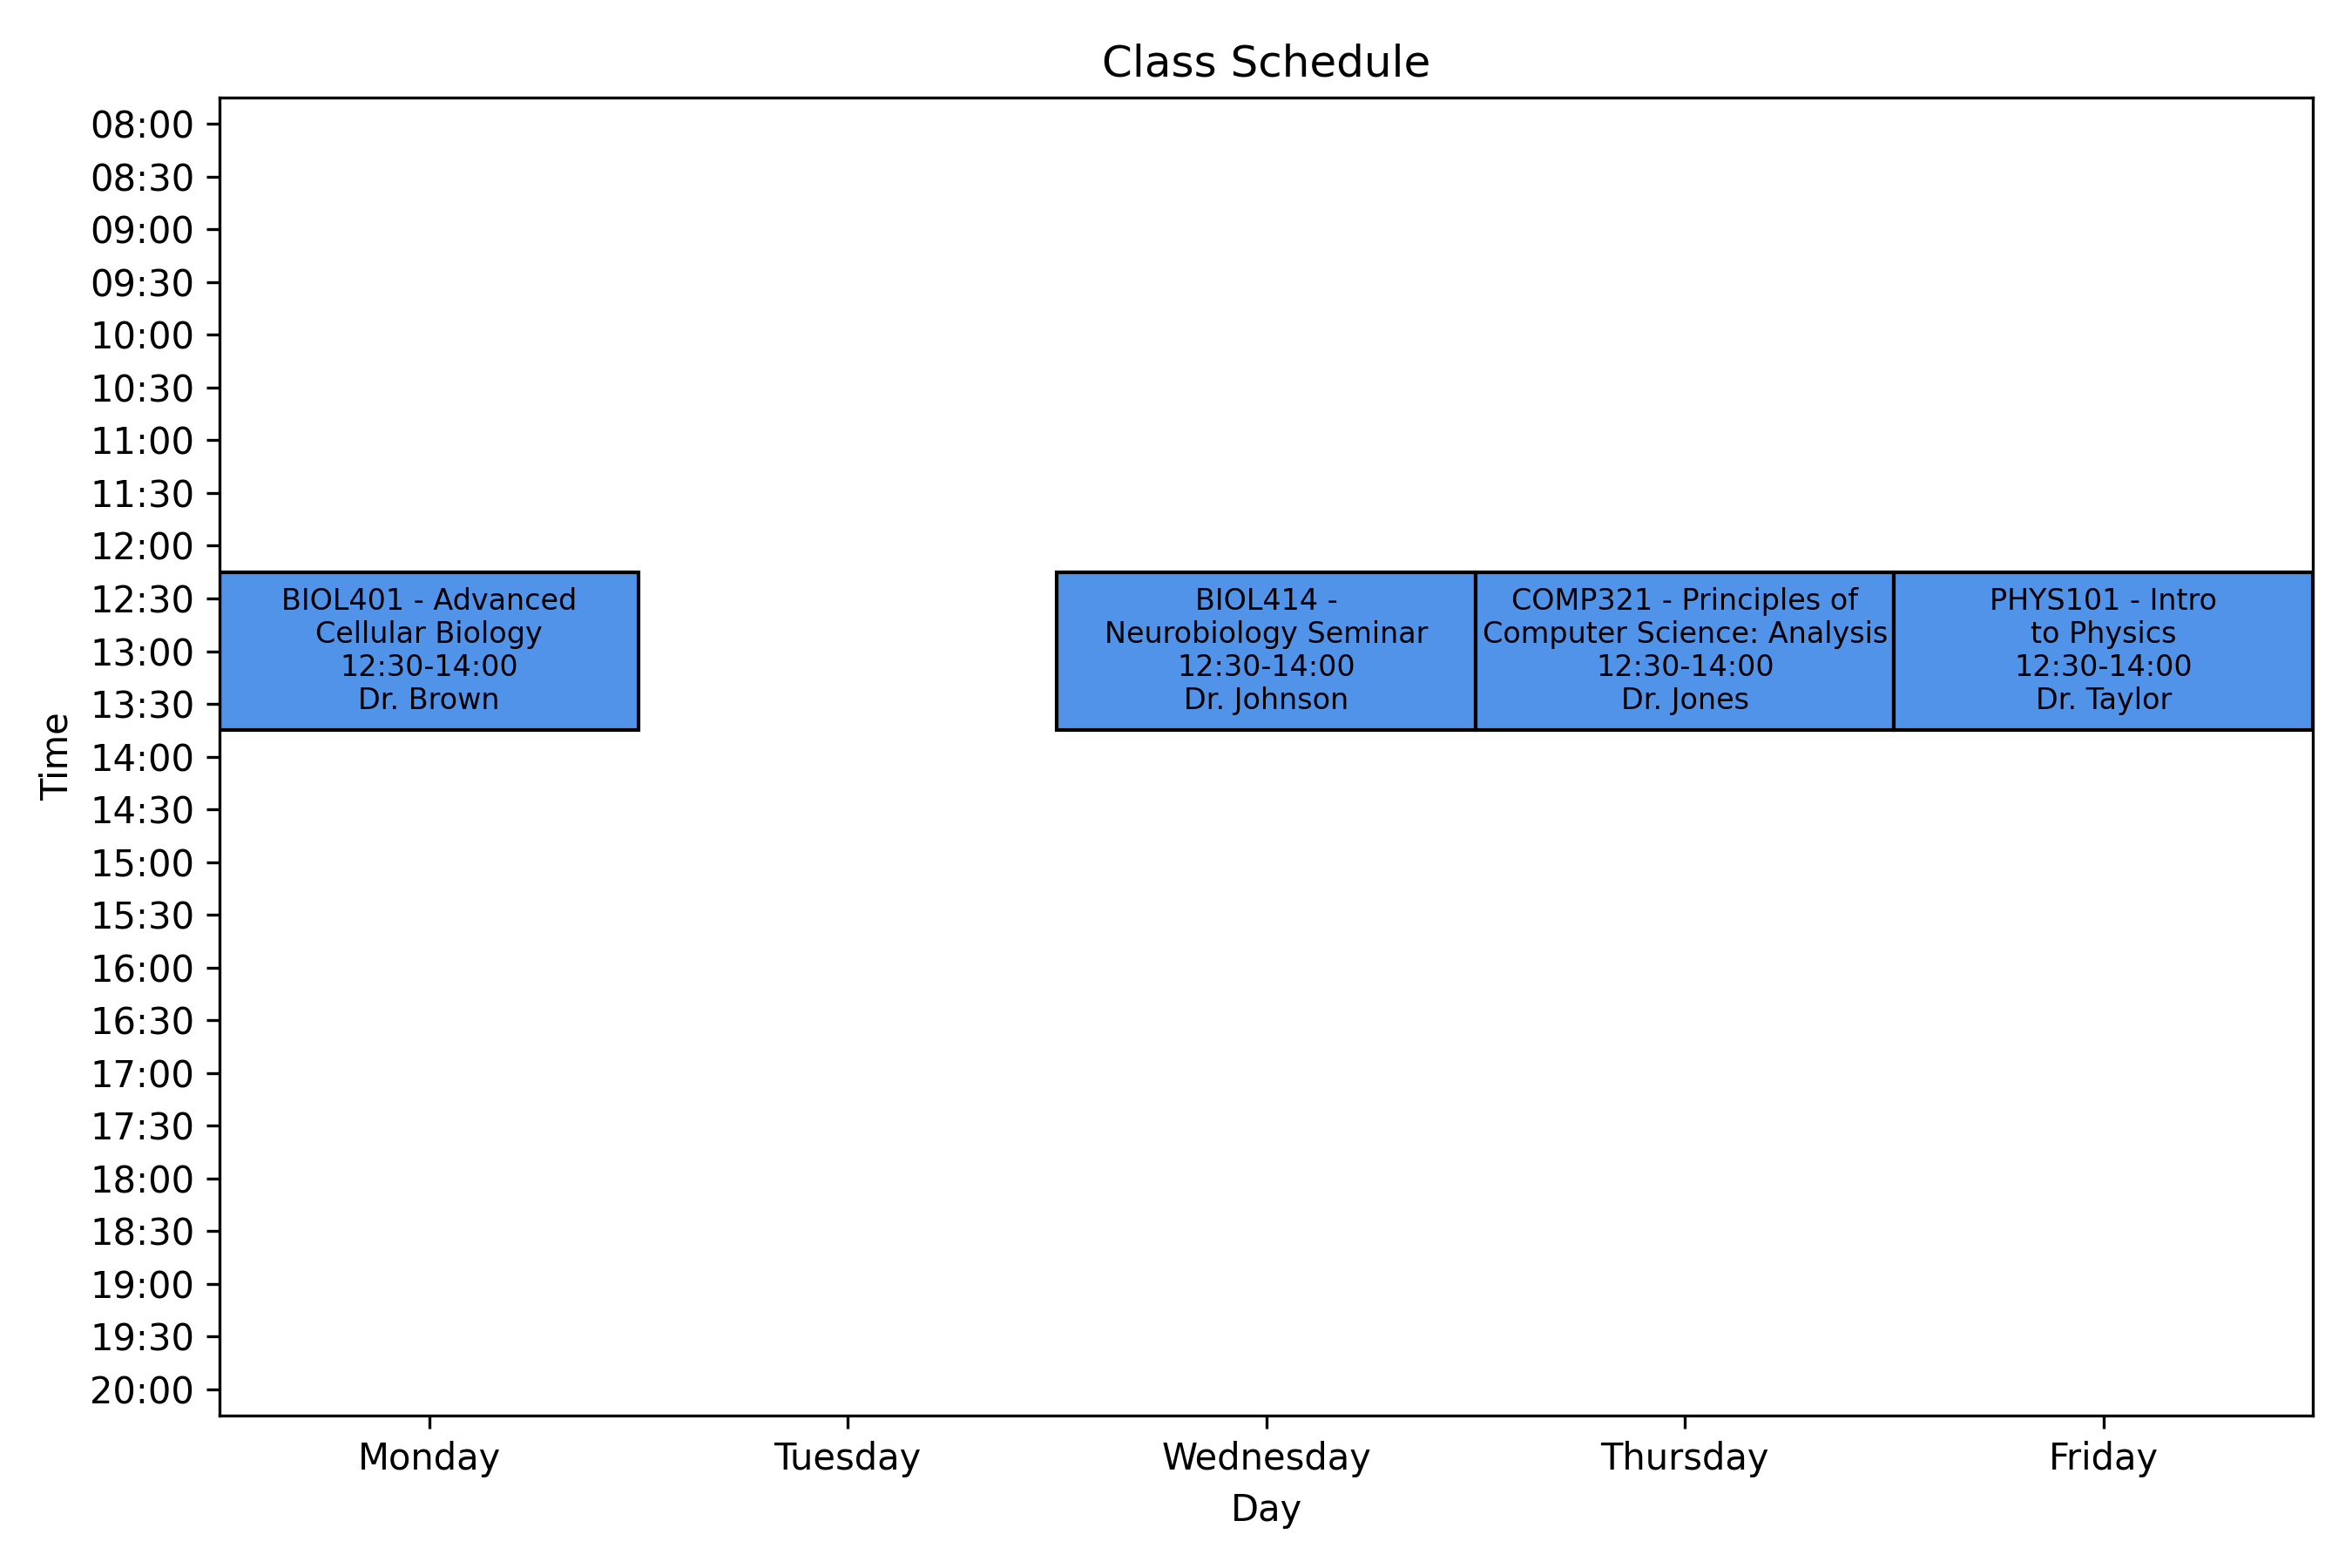 Class Schedule
08:00
08:30
09:00
09:30
10:00
10:30
11:00
11:30
12:00
12:30
13:00
13:30
14:00
14:30
15:00
15:30
16:00
16:30
17:00
17:30
18:00
18:30
19:00
19:30
20:00
Time
BIOL401 - Advanced
Cellular Biology
12:30-14:00
Dr. Brown
BIOL414 -
Neurobiology Seminar
12:30-14:00
Dr. Johnson
COMP321 - Principles of
Computer Science: Analysis
12:30-14:00
Dr. Jones
PHYS101 - Intro
to Physics
12:30-14:00
Dr. Taylor
Monday
Tuesday
Wednesday
Thursday
Friday
Day